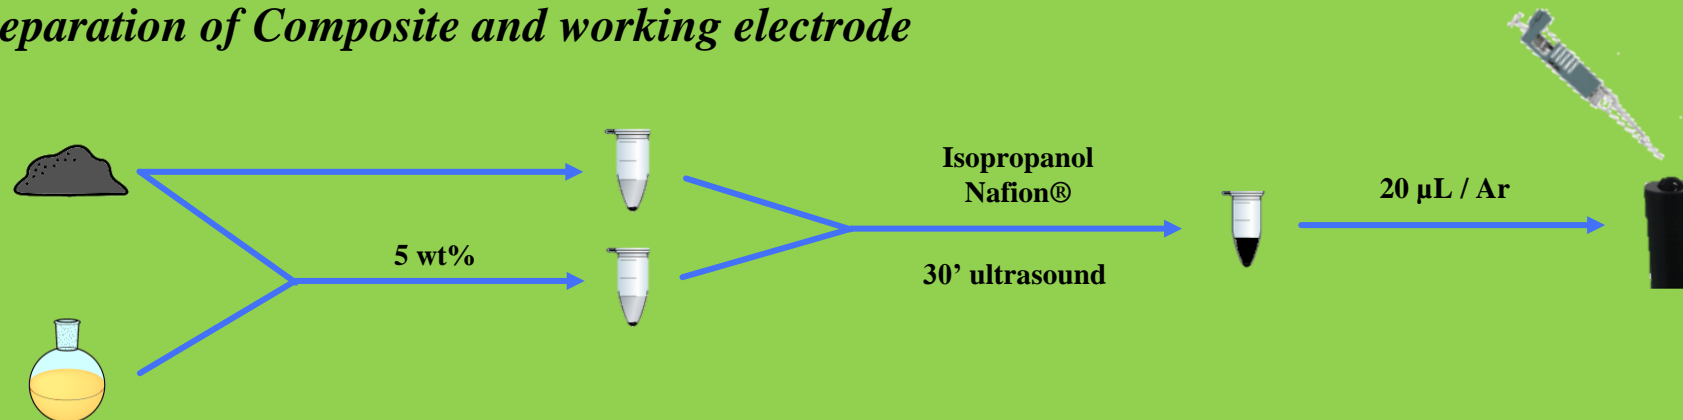 eparation of Composite and working electrode
Isopropanol
Nafion®
20 µL / Ar
5 wt%
30’ ultrasound